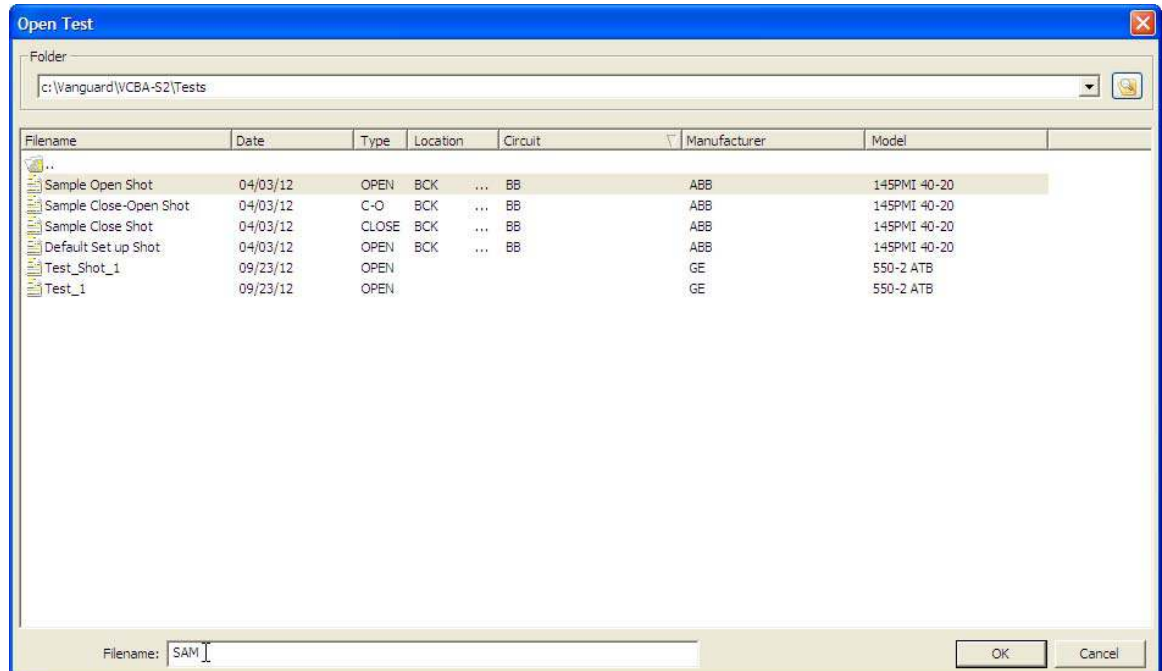 Open Test
Folder
c:\Vanguard\VCBA-S2\Tests
Filename Date Type Location Circuit Manufacturer Model
..
Sample Open Shot 04/03/12 OPEN BCK ... BB ABB 145PMI 40-20
Sample Close-Open Shot 04/03/12 C-O BCK ... BB ABB 145PMI 40-20
Sample Close Shot 04/03/12 CLOSE BCK ... BB ABB 145PMI 40-20
Default Set up Shot 04/03/12 OPEN BCK ... BB ABB 145PMI 40-20
Test_Shot_1 09/23/12 OPEN GE 550-2 ATB
Test_1 09/23/12 OPEN GE 550-2 ATB
Filename: SAM OK Cancel